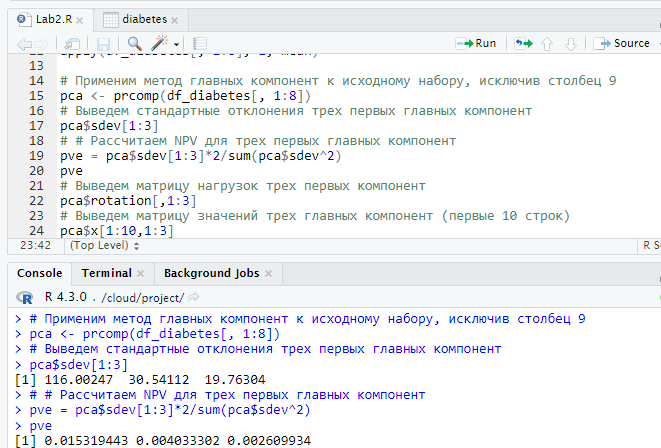 Lab2.R
diabetes
Run
Source
13
14 # Применим метод главных компонент к исходному набору, исключив столбец 9
15 pca <- prcomp(df_diabetes[, 1:8])
16 # Выведем стандартные отклонения трех первых главных компонент
17 pca$sdev[1:3]
18 # # Рассчитаем NPV для трех первых главных компонент
19 pve = pca$sdev[1:3]*2/sum(pca$sdev^2)
20 pve
21 # Выведем матрицу нагрузок трех первых компонент
22 pca$rotation[,1:3]
23 # Выведем матрицу значений трех главных компонент (первые 10 строк)
24 pca$x[1:10,1:3]
23:42 (Top Level)
Console Terminal Background Jobs
R 4.3.0 . /cloud/project/
> # Применим метод главных компонент к исходному набору, исключив столбец 9
> pca <- prcomp(df_diabetes[, 1:8])
> # Выведем стандартные отклонения трех первых главных компонент
> pca$sdev[1:3]
[1] 116.00247 30.54112 19.76304
> # # Рассчитаем NPV для трех первых главных компонент
> pve = pca$sdev[1:3]*2/sum(pca$sdev^2)
> pve
[1] 0.015319443 0.004033302 0.002609934